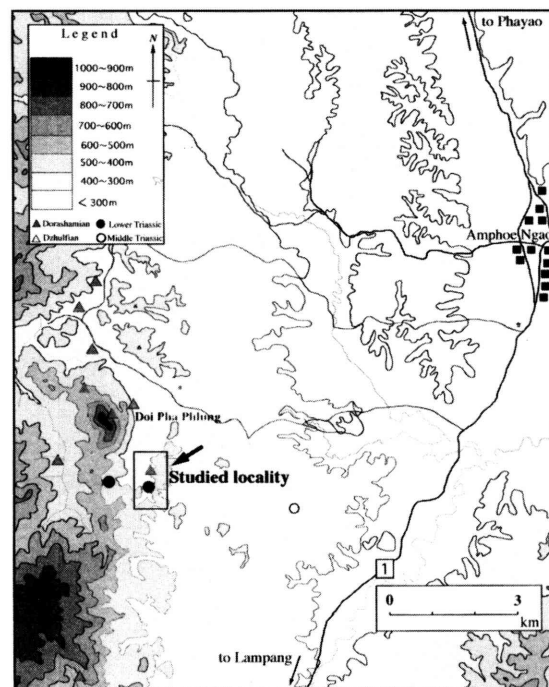 Legend
N
1000~900m
900~800m
800~700m
700~600m
600~500m
500~400m
400~300m
< 300m
Dorashamian
Lower Triassic
Dzhulfian
Middle Triassic
to Phayao
Amphoe Ngao
Doi Pha Phlung
Studied locality
1
0 3
km
to Lampang